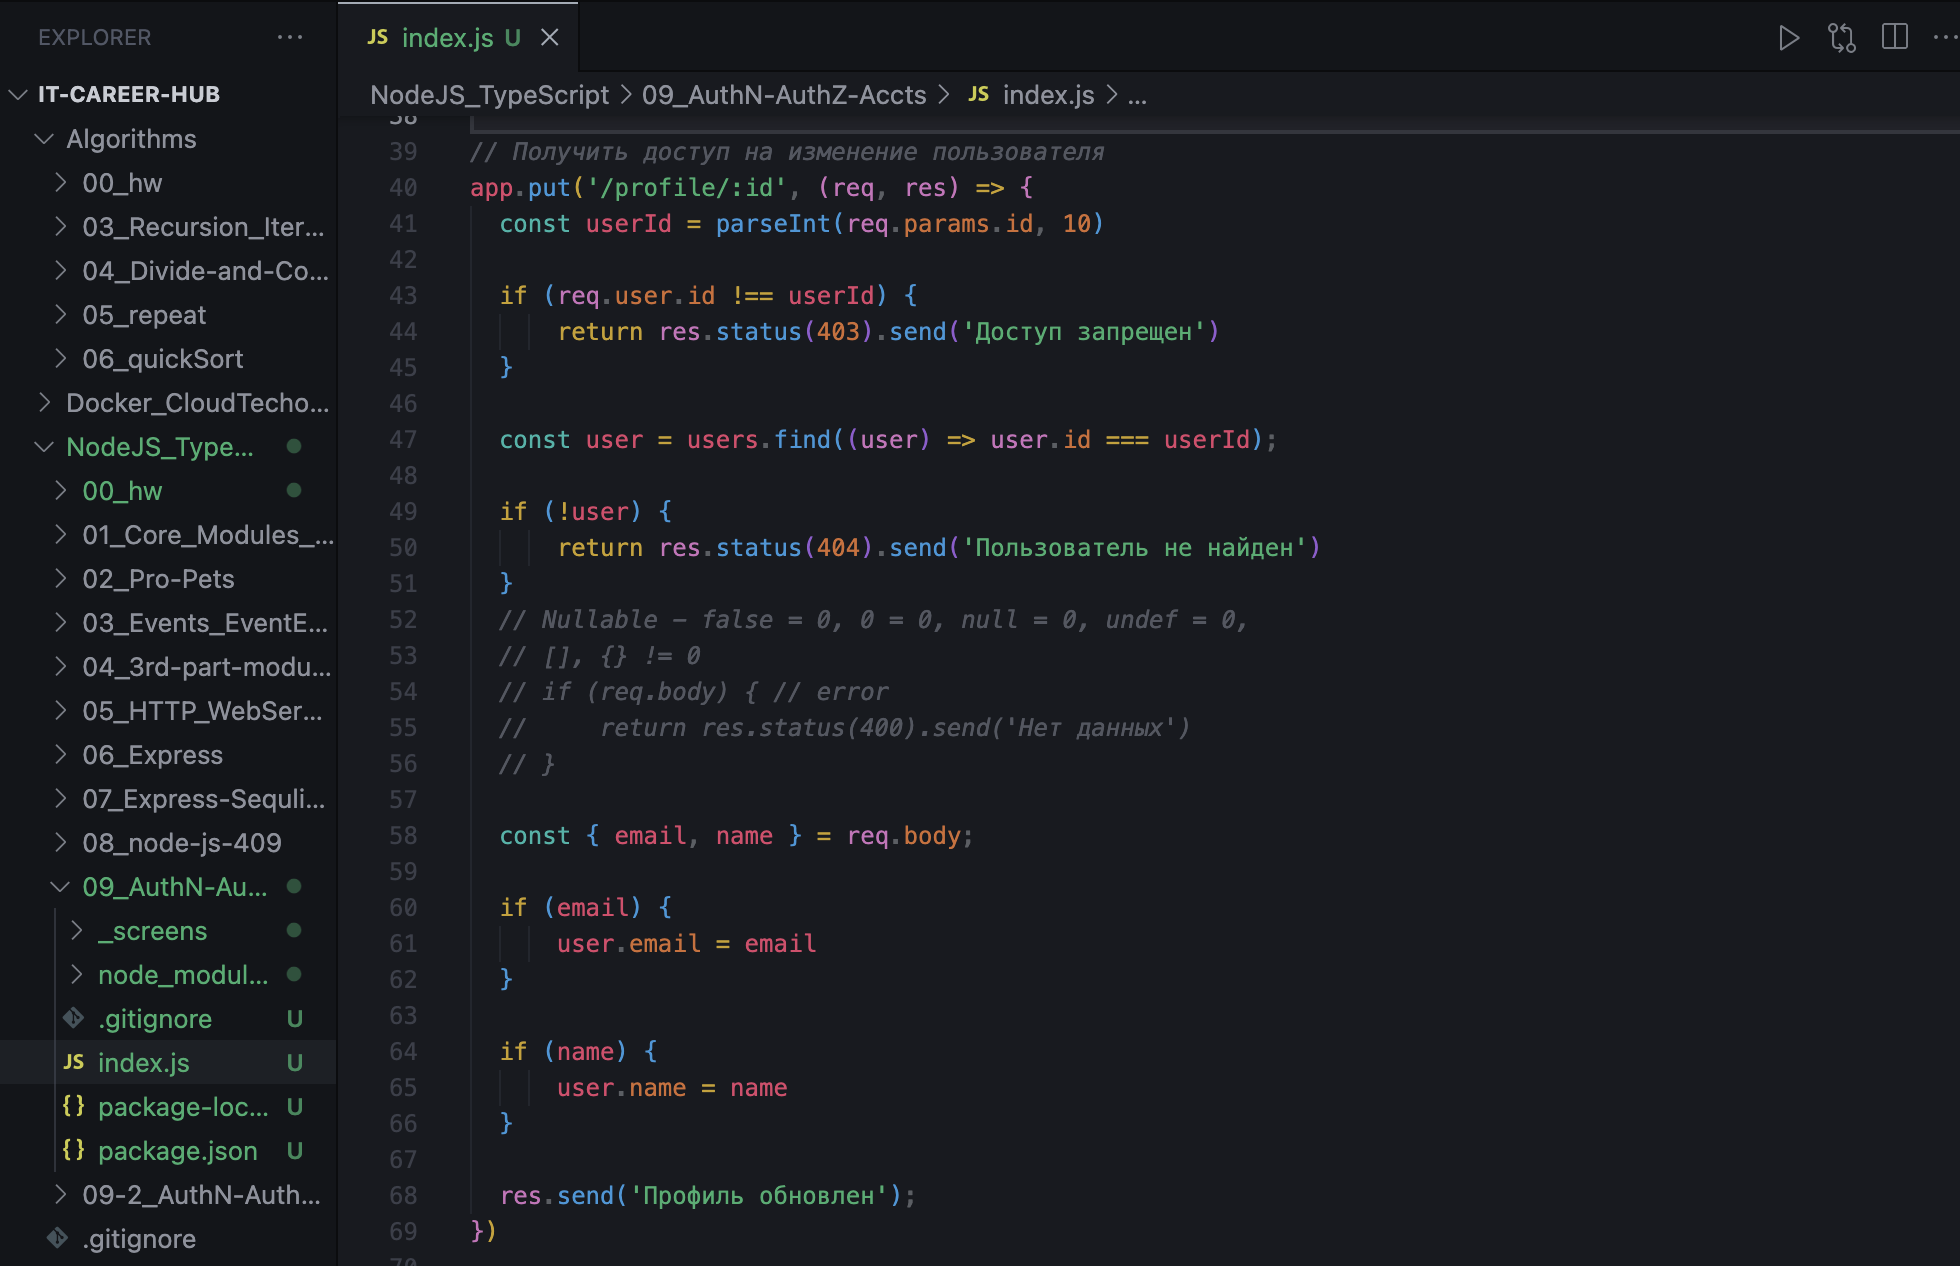 EXPLORER
IT-CAREER-HUB
Algorithms
00_hw
03_Recursion_Iter...
04_Divide-and-Co...
05_repeat
06_quickSort
Docker_CloudTecho...
NodeJS_Type...
00_hw
01_Core_Modules_...
02_Pro-Pets
03_Events_EventE...
04_3rd-part-modu...
05_HTTP_WebSer...
06_Express
07_Express-Sequli...
08_node-js-409
09_AuthN-Au...
_screens
node_modul...
.gitignore U
JS index.js U
{} package-loc... U
{} package.json U
09-2_AuthN-Auth...
.gitignore
JS index.js U
NodeJS_TypeScript > 09_AuthN-AuthZ-Accts > JS index.js > ...
38
39 // Получить доступ на изменение пользователя
40 app.put('/profile/:id', (req, res) => {
41 const userId = parseInt(req.params.id, 10)
42
43 if (req.user.id !== userId) {
44 return res.status(403).send('Доступ запрещен')
45 }
46
47 const user = users.find((user) => user.id === userId);
48
49 if (!user) {
50 return res.status(404).send('Пользователь не найден')
51 }
52 // Nullable – false = 0, 0 = 0, null = 0, undef = 0,
53 // [], {} != 0
54 // if (req.body) { // error
55 // return res.status(400).send('Нет данных')
56 // }
57
58 const { email, name } = req.body;
59
60 if (email) {
61 user.email = email
62 }
63
64 if (name) {
65 user.name = name
66 }
67
68 res.send('Профиль обновлен');
69 })
70